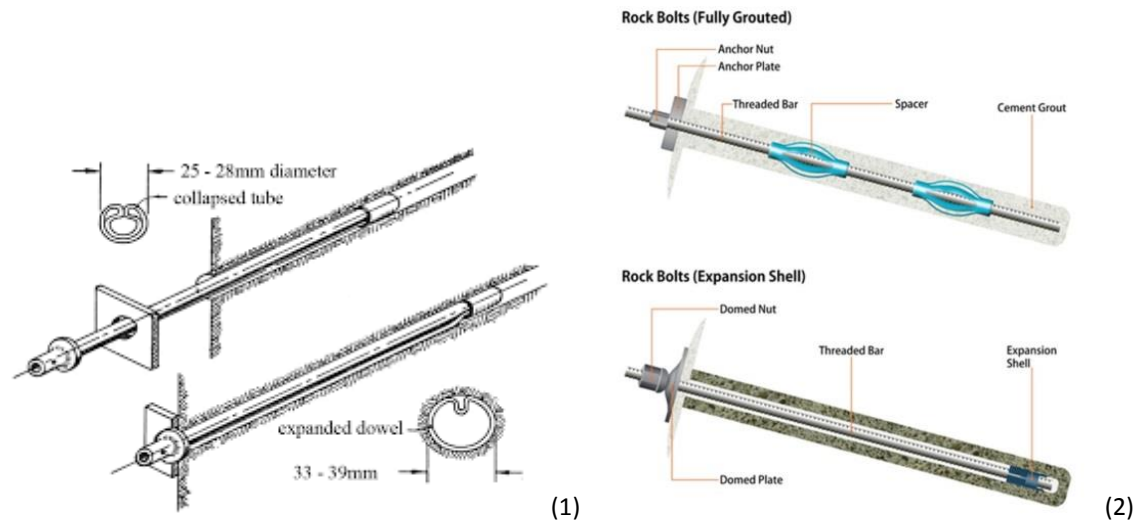 25 - 28mm diameter
collapsed tube
expanded dowel
33 - 39mm
(1)
Rock Bolts (Fully Grouted)
Anchor Nut
Anchor Plate
Threaded Bar
Spacer
Cement Grout
Rock Bolts (Expansion Shell)
Domed Nut
Threaded Bar
Expansion
Shell
Domed Plate
(2)